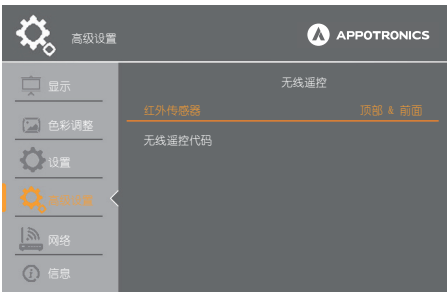 高级设置
APPOTRONICS
显示
色彩调整
设置
网络
信息
无线遥控
红外传感器 顶部 & 前面
无线遥控代码